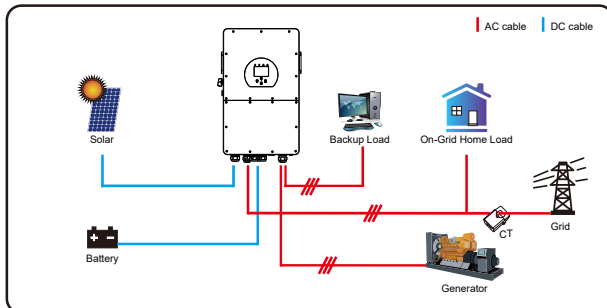 AC cable
DC cable
Solar
Backup Load
On-Grid Home Load
CT
Grid
Battery
Generator